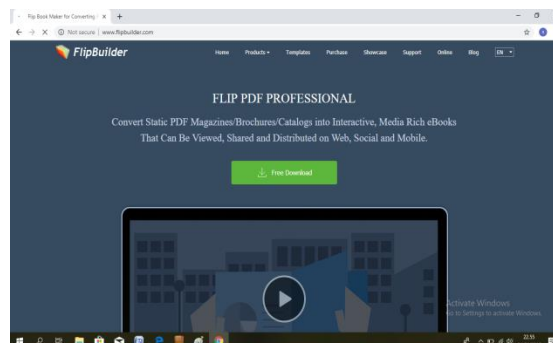 Flip Book Maker for Converting
Not secure | www.flipbuilder.com
FlipBuilder
Home Products Templates Purchase Showcase Support Online Blog EN
FLIP PDF PROFESSIONAL
Convert Static PDF Magazines/Brochures/Catalogs into Interactive, Media Rich eBooks
That Can Be Viewed, Shared and Distributed on Web, Social and Mobile.
Free Download
Activate Windows
Go to Settings to activate Windows.
22.55